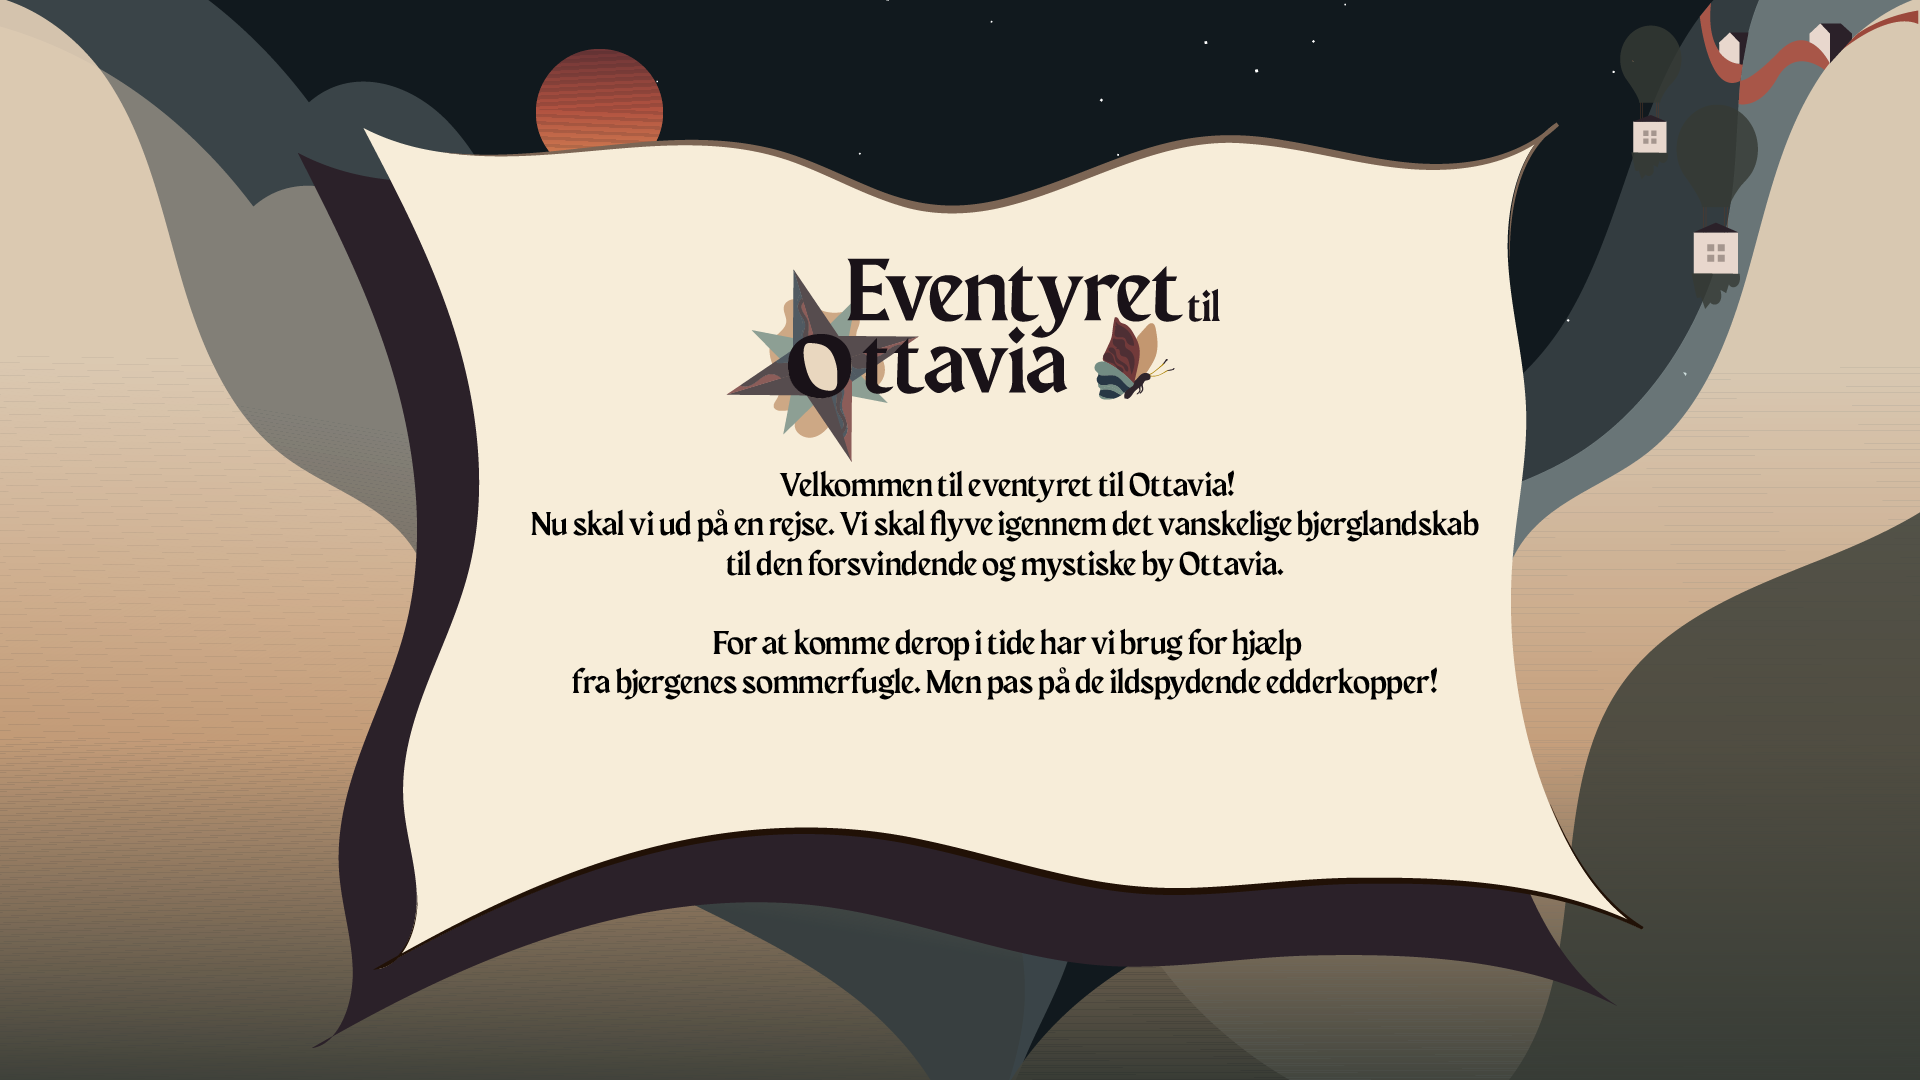 Eventyret til
Ottavia
Velkommen til eventyret til Ottavia!
Nu skal vi ud på en rejse. Vi skal flyve igennem det vanskelige bjerglandskab
til den forsvindende og mystiske by Ottavia.
For at komme derop i tide har vi brug for hjælp
fra bjergenes sommerfugle. Men pas på de ildspydende edderkopper!